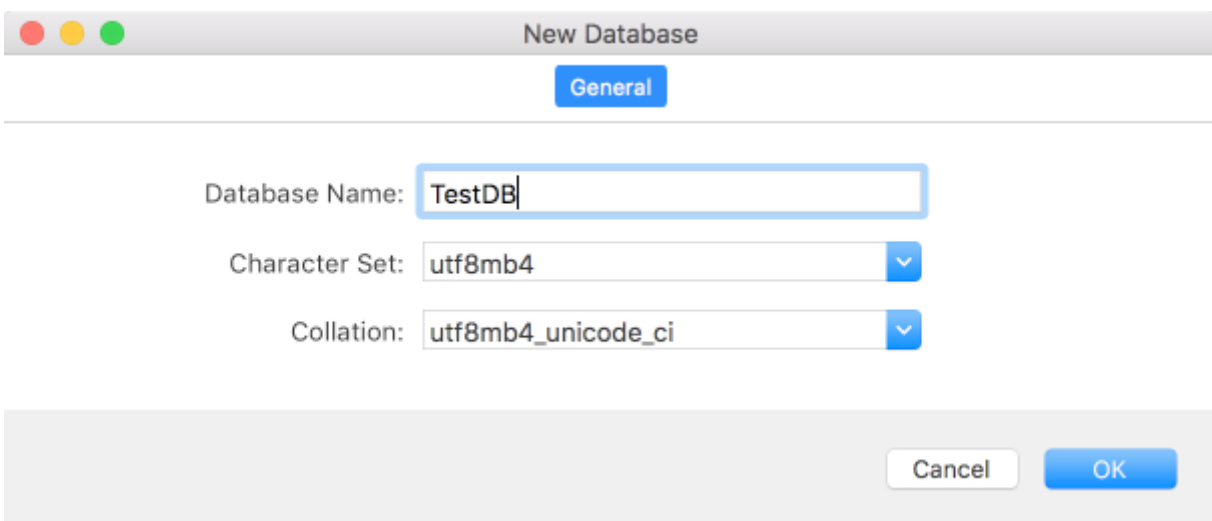 New Database
General
Database Name: TestDB
Character Set: utf8mb4
Collation: utf8mb4_unicode_ci
Cancel OK